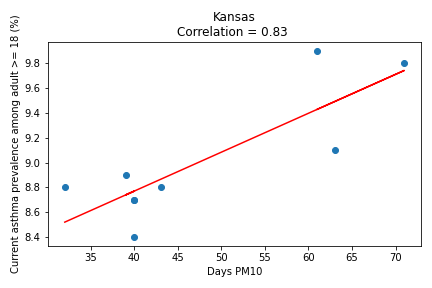 Kansas
Correlation = 0.83
Current asthma prevalence among adult >= 18 (%)
9.8
9.6
9.4
9.2
9.0
8.8
8.6
8.4
35 40 45 50 55 60 65 70
Days PM10